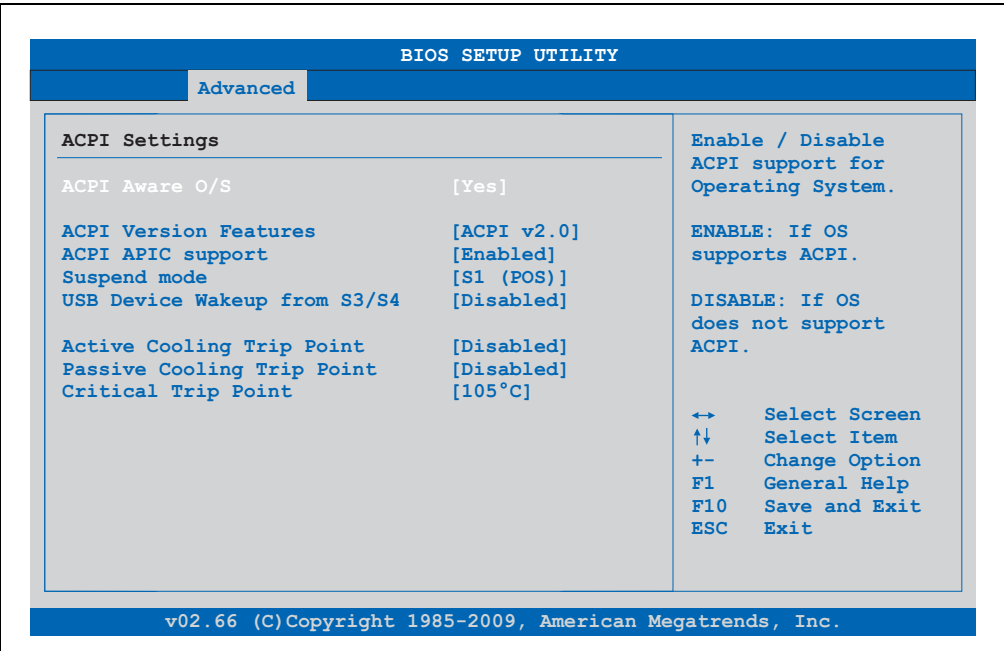 BIOS SETUP UTILITY
Advanced
ACPI Settings
ACPI Aware O/S [Yes]
ACPI Version Features [ACPI v2.0]
ACPI APIC support [Enabled]
Suspend mode [S1 (POS)]
USB Device Wakeup from S3/S4 [Disabled]
Active Cooling Trip Point [Disabled]
Passive Cooling Trip Point [Disabled]
Critical Trip Point [105°C]
Enable / Disable
ACPI support for
Operating System.
ENABLE: If OS
supports ACPI.
DISABLE: If OS
does not support
ACPI.
↔ Select Screen
↑↓ Select Item
+- Change Option
F1 General Help
F10 Save and Exit
ESC Exit
v02.66 (C)Copyright 1985-2009, American Megatrends, Inc.